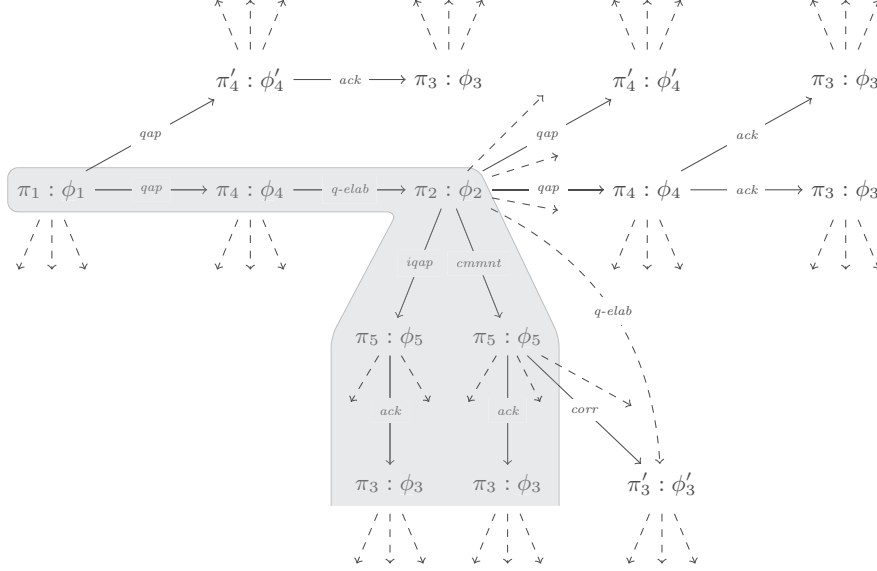 π′₄ : ϕ′₄ ack π₃ : ϕ₃ π′₄ : ϕ′₄ π₃ : ϕ₃
qap qap ack
π₁ : ϕ₁ qap π₄ : ϕ₄ q-elab π₂ : ϕ₂ qap π₄ : ϕ₄ ack π₃ : ϕ₃
iqap cmmnt
q-elab
π₅ : ϕ₅ π₅ : ϕ₅
ack ack corr
π₃ : ϕ₃ π₃ : ϕ₃ π′₃ : ϕ′₃